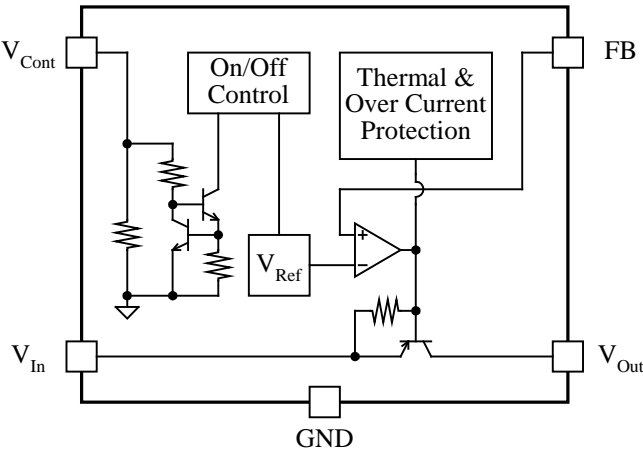 V_Cont
FB
On/Off
Control
Thermal &
Over Current
Protection
+
−
V_Ref
V_In
V_Out
GND